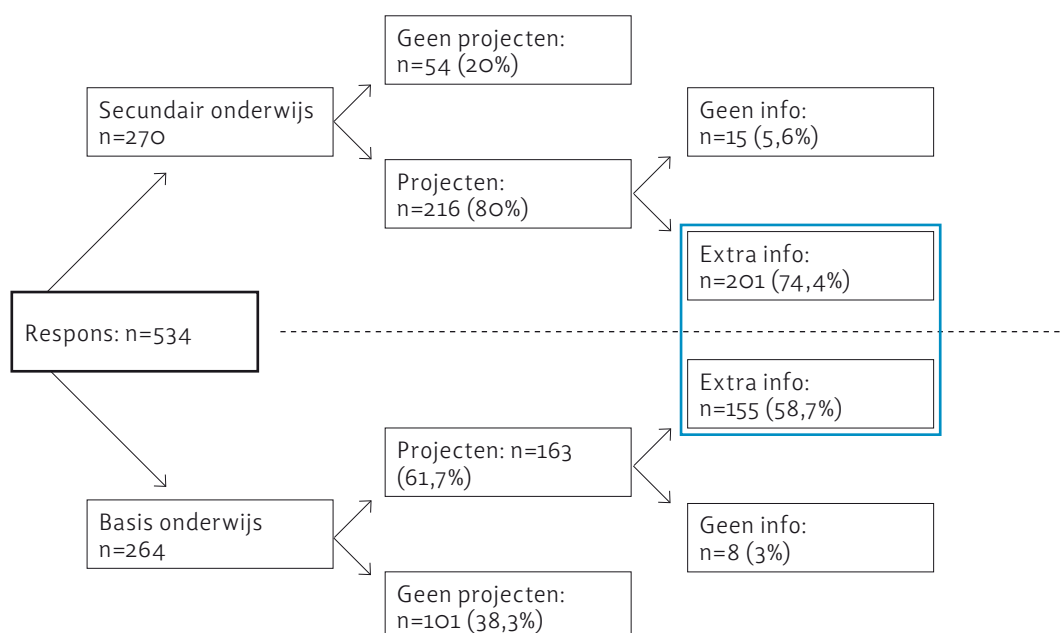 Geen projecten:
n=54 (20%)
Secundair onderwijs
n=270
Geen info:
n=15 (5,6%)
Projecten:
n=216 (80%)
Extra info:
n=201 (74,4%)
Respons: n=534
Extra info:
n=155 (58,7%)
Projecten: n=163
(61,7%)
Basis onderwijs
n=264
Geen info:
n=8 (3%)
Geen projecten:
n=101 (38,3%)